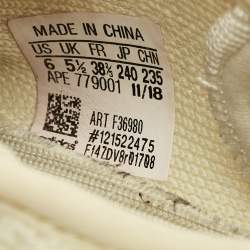 MADE IN CHINA
US UK FR JP CHN
6 5½ 38⅔ 240 235
APE 779001 11/18
ART F36980
#121522475